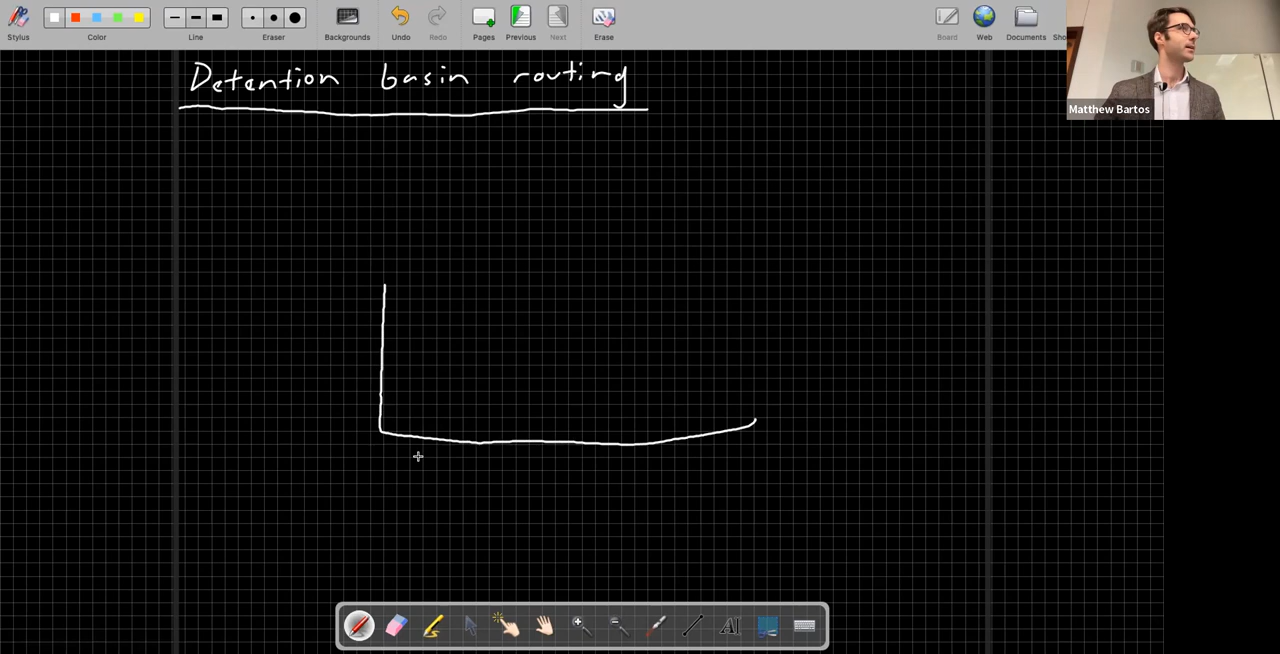 Stylus Color Line Eraser Backgrounds Undo Redo Pages Previous Next Erase Board Web Documents Sho
Detention basin routing
Matthew Bartos